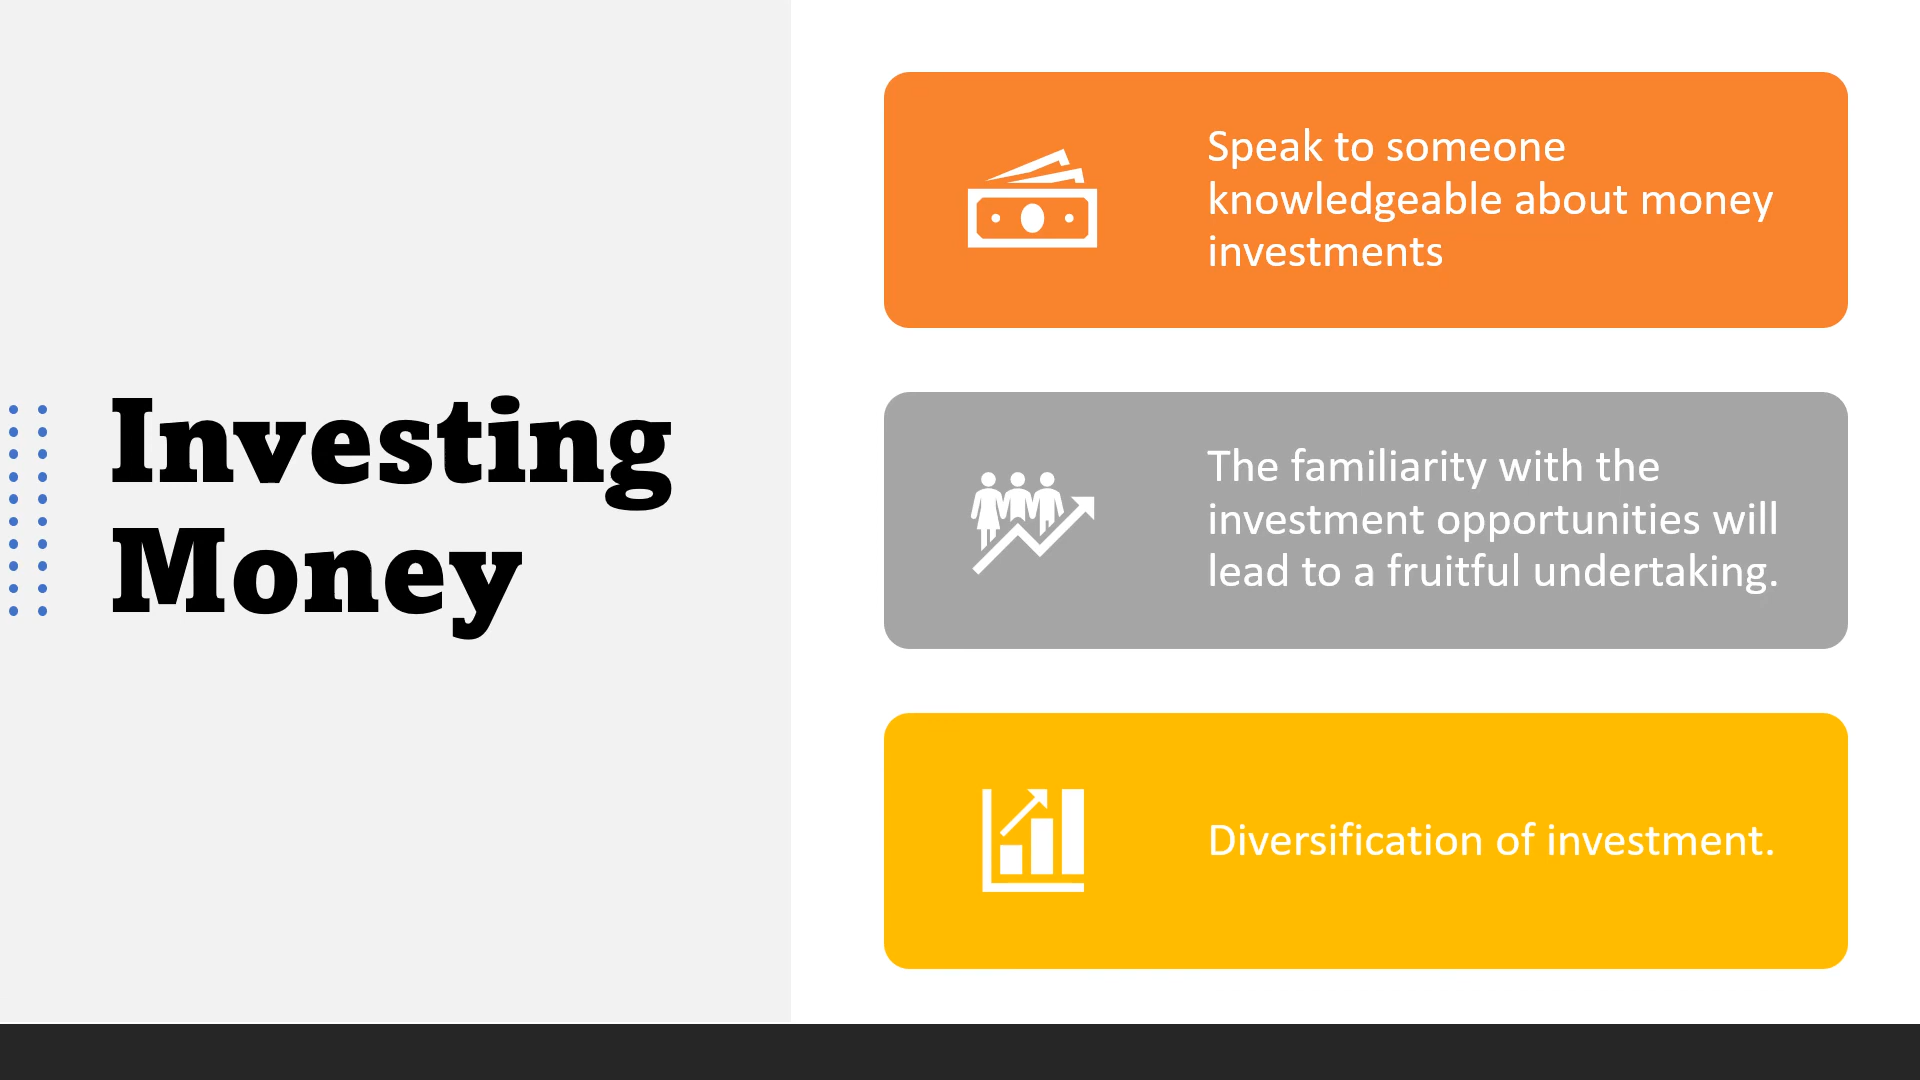 Investing
Money
Speak to someone
knowledgeable about money
investments
The familiarity with the
investment opportunities will
lead to a fruitful undertaking.
Diversification of investment.